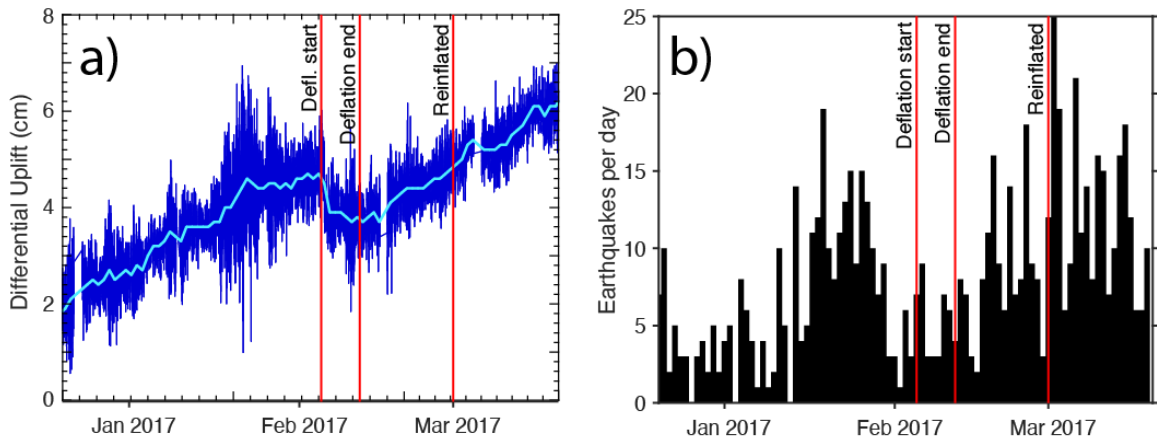 a)
Differential Uplift (cm)
8
6
4
2
0
Defl. start
Deflation end
Reinflated
Jan 2017
Feb 2017
Mar 2017
b)
Earthquakes per day
25
20
15
10
5
0
Deflation start
Deflation end
Reinflated
Jan 2017
Feb 2017
Mar 2017